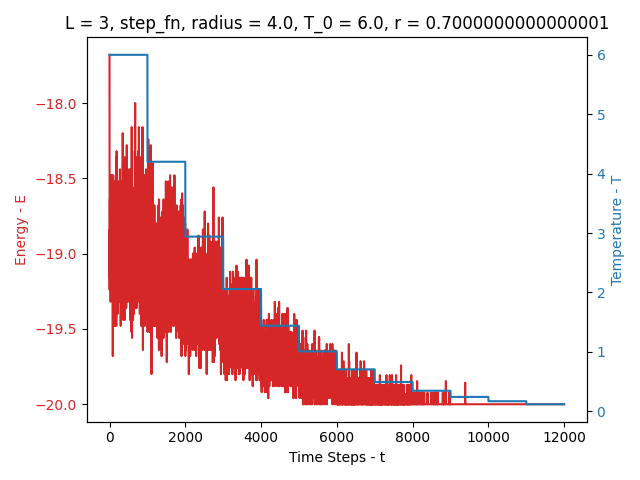 L = 3, step_fn, radius = 4.0, T_0 = 6.0, r = 0.7000000000000001
Energy - E
−18.0
−18.5
−19.0
−19.5
−20.0
6
5
4
3
2
1
0
Temperature - T
0 2000 4000 6000 8000 10000 12000
Time Steps - t